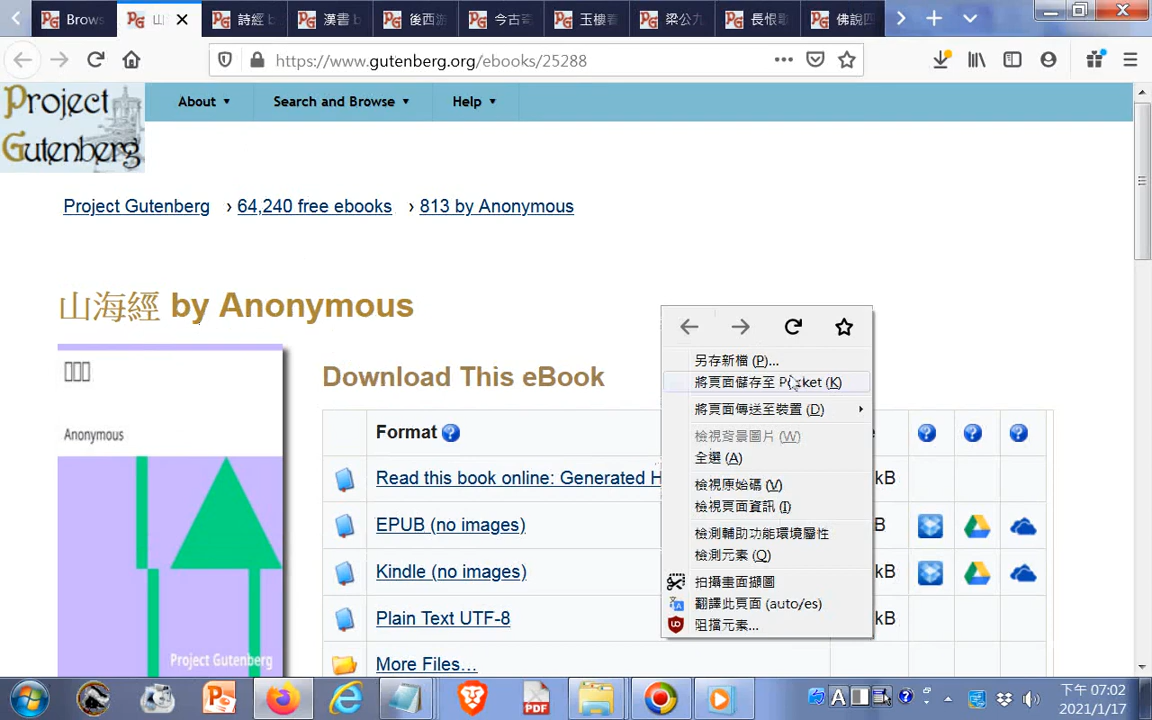 Brows
山
詩經 b
漢書 b
後西遊
今古奇
玉樓春
梁公九
長恨歌
佛說四
https://www.gutenberg.org/ebooks/25288
Project
Gutenberg
About
Search and Browse
Help
Project Gutenberg › 64,240 free ebooks › 813 by Anonymous
山海經 by Anonymous
Anonymous
Project Gutenberg
Download This eBook
Format
Read this book online: Generated H
kB
EPUB (no images)
B
Kindle (no images)
kB
Plain Text UTF-8
kB
More Files…
另存新檔 (P)...
將頁面儲存至 Pocket (K)
將頁面傳送至裝置 (D)
檢視背景圖片 (W)
全選 (A)
檢視原始碼 (V)
檢視頁面資訊 (I)
檢測輔助功能環境屬性
檢測元素 (Q)
拍攝畫面擷圖
翻譯此頁面 (auto/es)
阻擋元素...
PDF
A
下午 07:02
2021/1/17